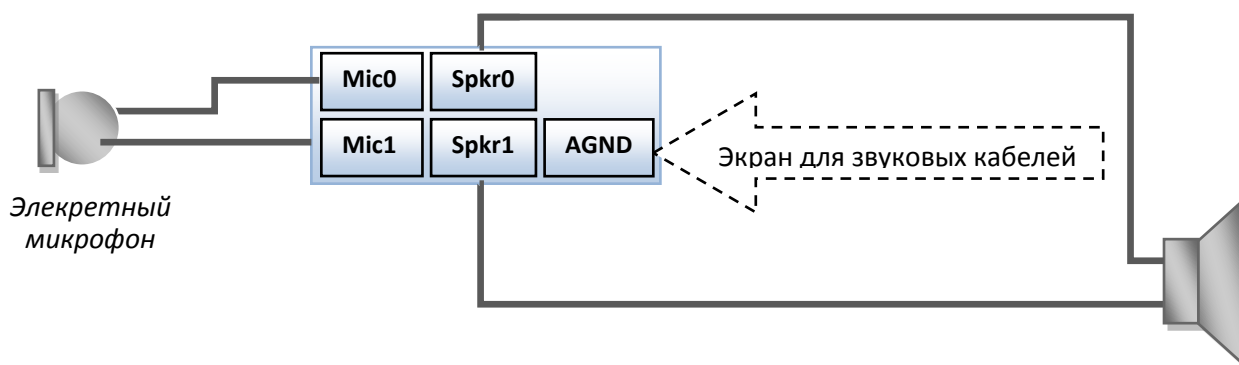 Mic0 Spkr0
Mic1 Spkr1 AGND
Экран для звуковых кабелей
Элекретный
микрофон